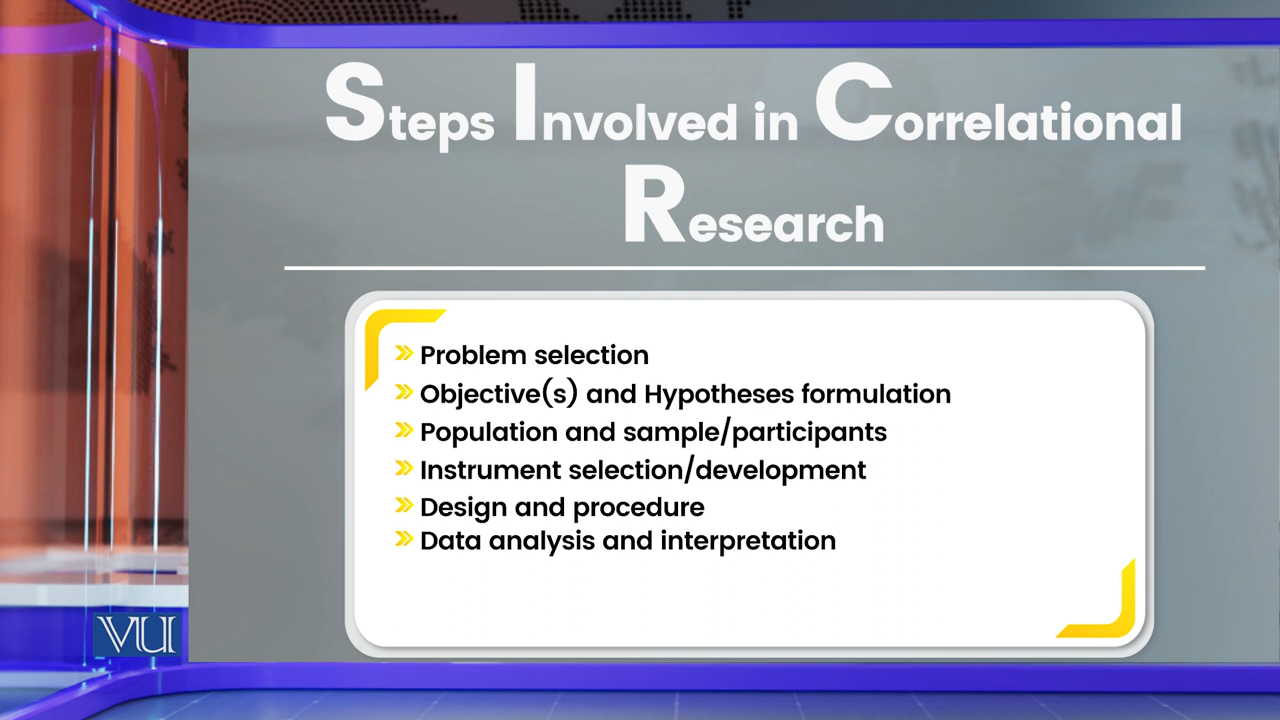 Steps Involved in Correlational
Research
Problem selection
Objective(s) and Hypotheses formulation
Population and sample/participants
Instrument selection/development
Design and procedure
Data analysis and interpretation
VU